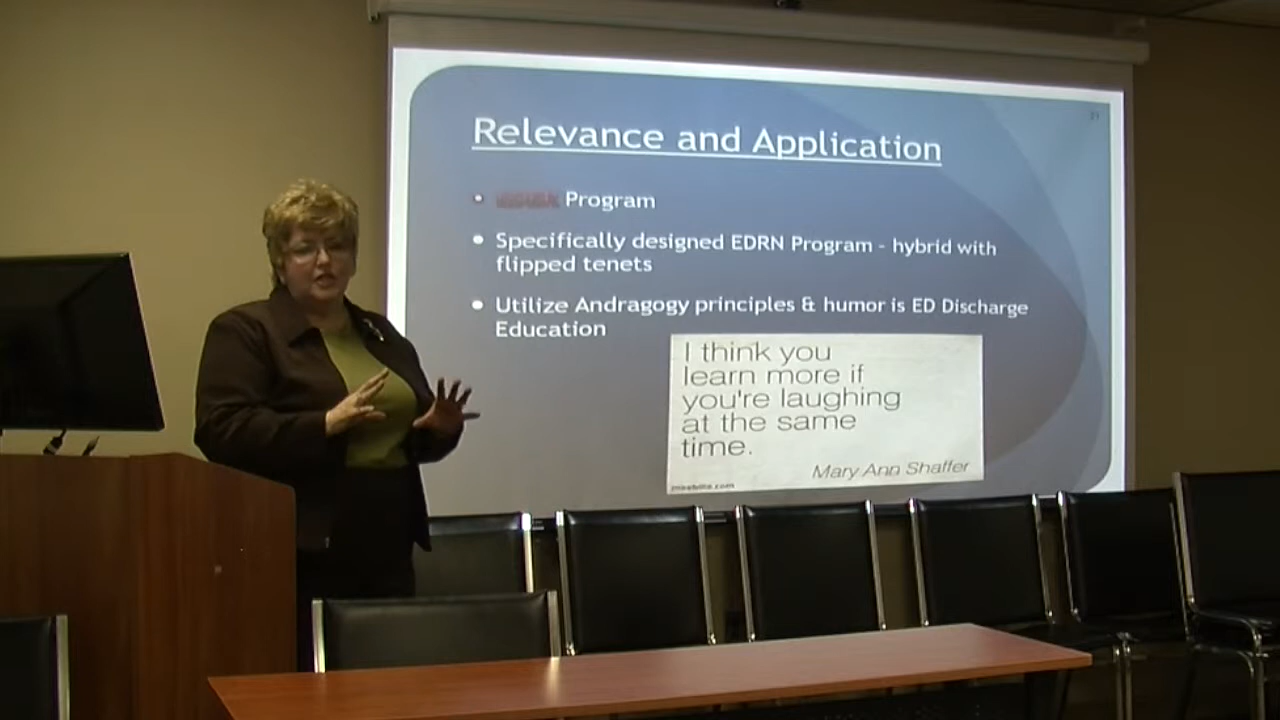 Relevance and Application
• Program
• Specifically designed EDRN Program - hybrid with
flipped tenets
• Utilize Andragogy principles & humor is ED Discharge
Education
I think you
learn more if
you're laughing
at the same
time.
Mary Ann Shaffer